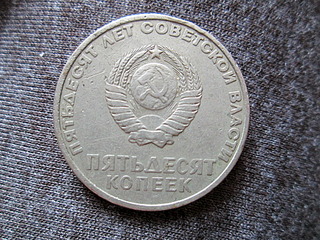 ПЯТЬДЕСЯТ ЛЕТ СОВЕТСКОЙ ВЛАСТИ
ПЯТЬДЕСЯТ
КОПЕЕК